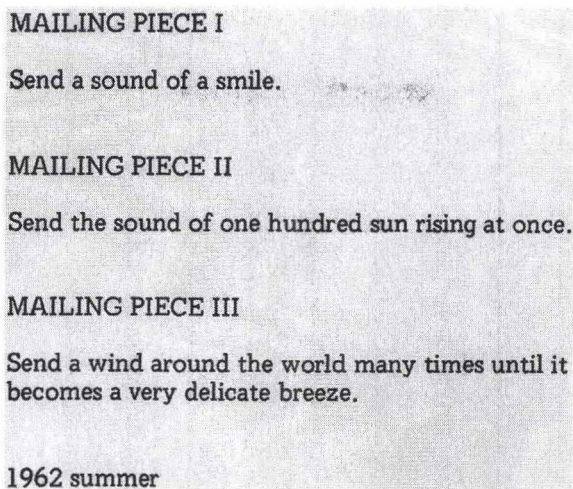 MAILING PIECE I
Send a sound of a smile.
MAILING PIECE II
Send the sound of one hundred sun rising at once.
MAILING PIECE III
Send a wind around the world many times until it
becomes a very delicate breeze.
1962 summer